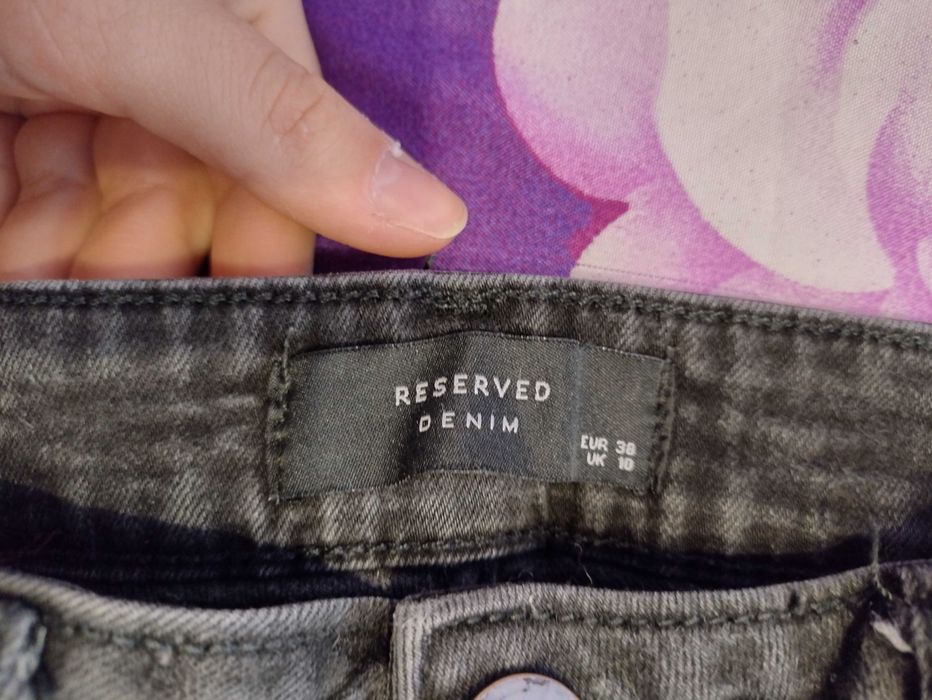 RESERVED
DENIM
EUR 38
UK 10